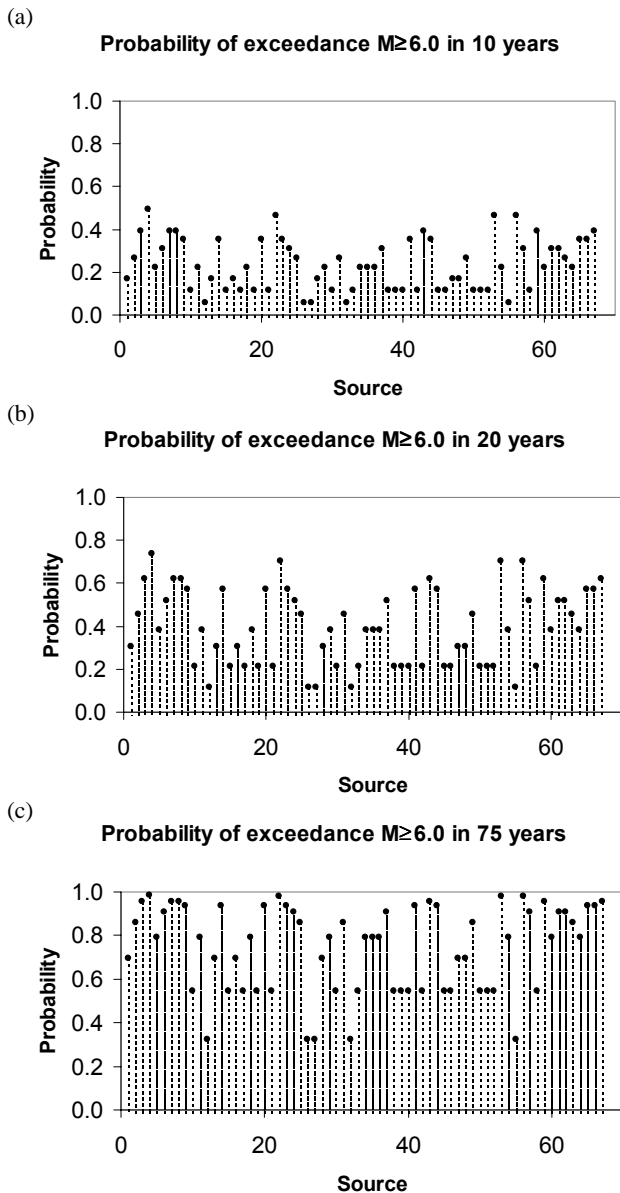 (a)
Probability of exceedance M≥6.0 in 10 years
Probability
1.0
0.8
0.6
0.4
0.2
0.0
0 20 40 60
Source
(b)
Probability of exceedance M≥6.0 in 20 years
Probability
1.0
0.8
0.6
0.4
0.2
0.0
0 20 40 60
Source
(c)
Probability of exceedance M≥6.0 in 75 years
Probability
1.0
0.8
0.6
0.4
0.2
0.0
0 20 40 60
Source